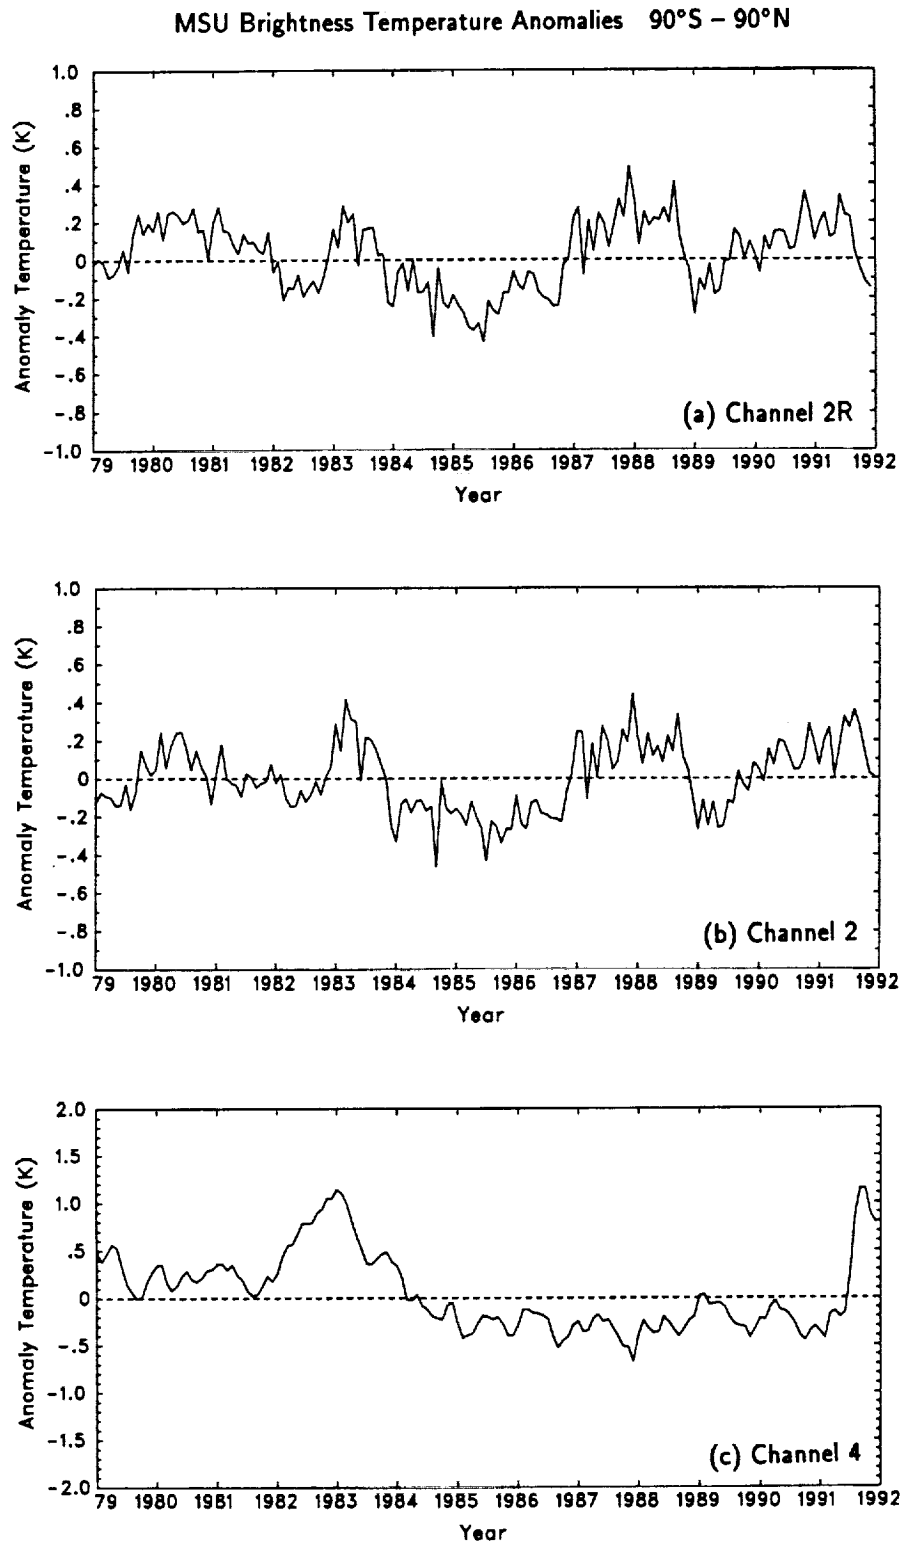 MSU Brightness Temperature Anomalies 90°S – 90°N
1.0
.8
.6
.4
.2
0
-.2
-.4
-.6
-.8
-1.0
Anomaly Temperature (K)
79 1980 1981 1982 1983 1984 1985 1986 1987 1988 1989 1990 1991 1992
Year
(a) Channel 2R
1.0
.8
.6
.4
.2
0
-.2
-.4
-.6
-.8
-1.0
Anomaly Temperature (K)
79 1980 1981 1982 1983 1984 1985 1986 1987 1988 1989 1990 1991 1992
Year
(b) Channel 2
2.0
1.5
1.0
.5
0
-.5
-1.0
-1.5
-2.0
Anomaly Temperature (K)
79 1980 1981 1982 1983 1984 1985 1986 1987 1988 1989 1990 1991 1992
Year
(c) Channel 4